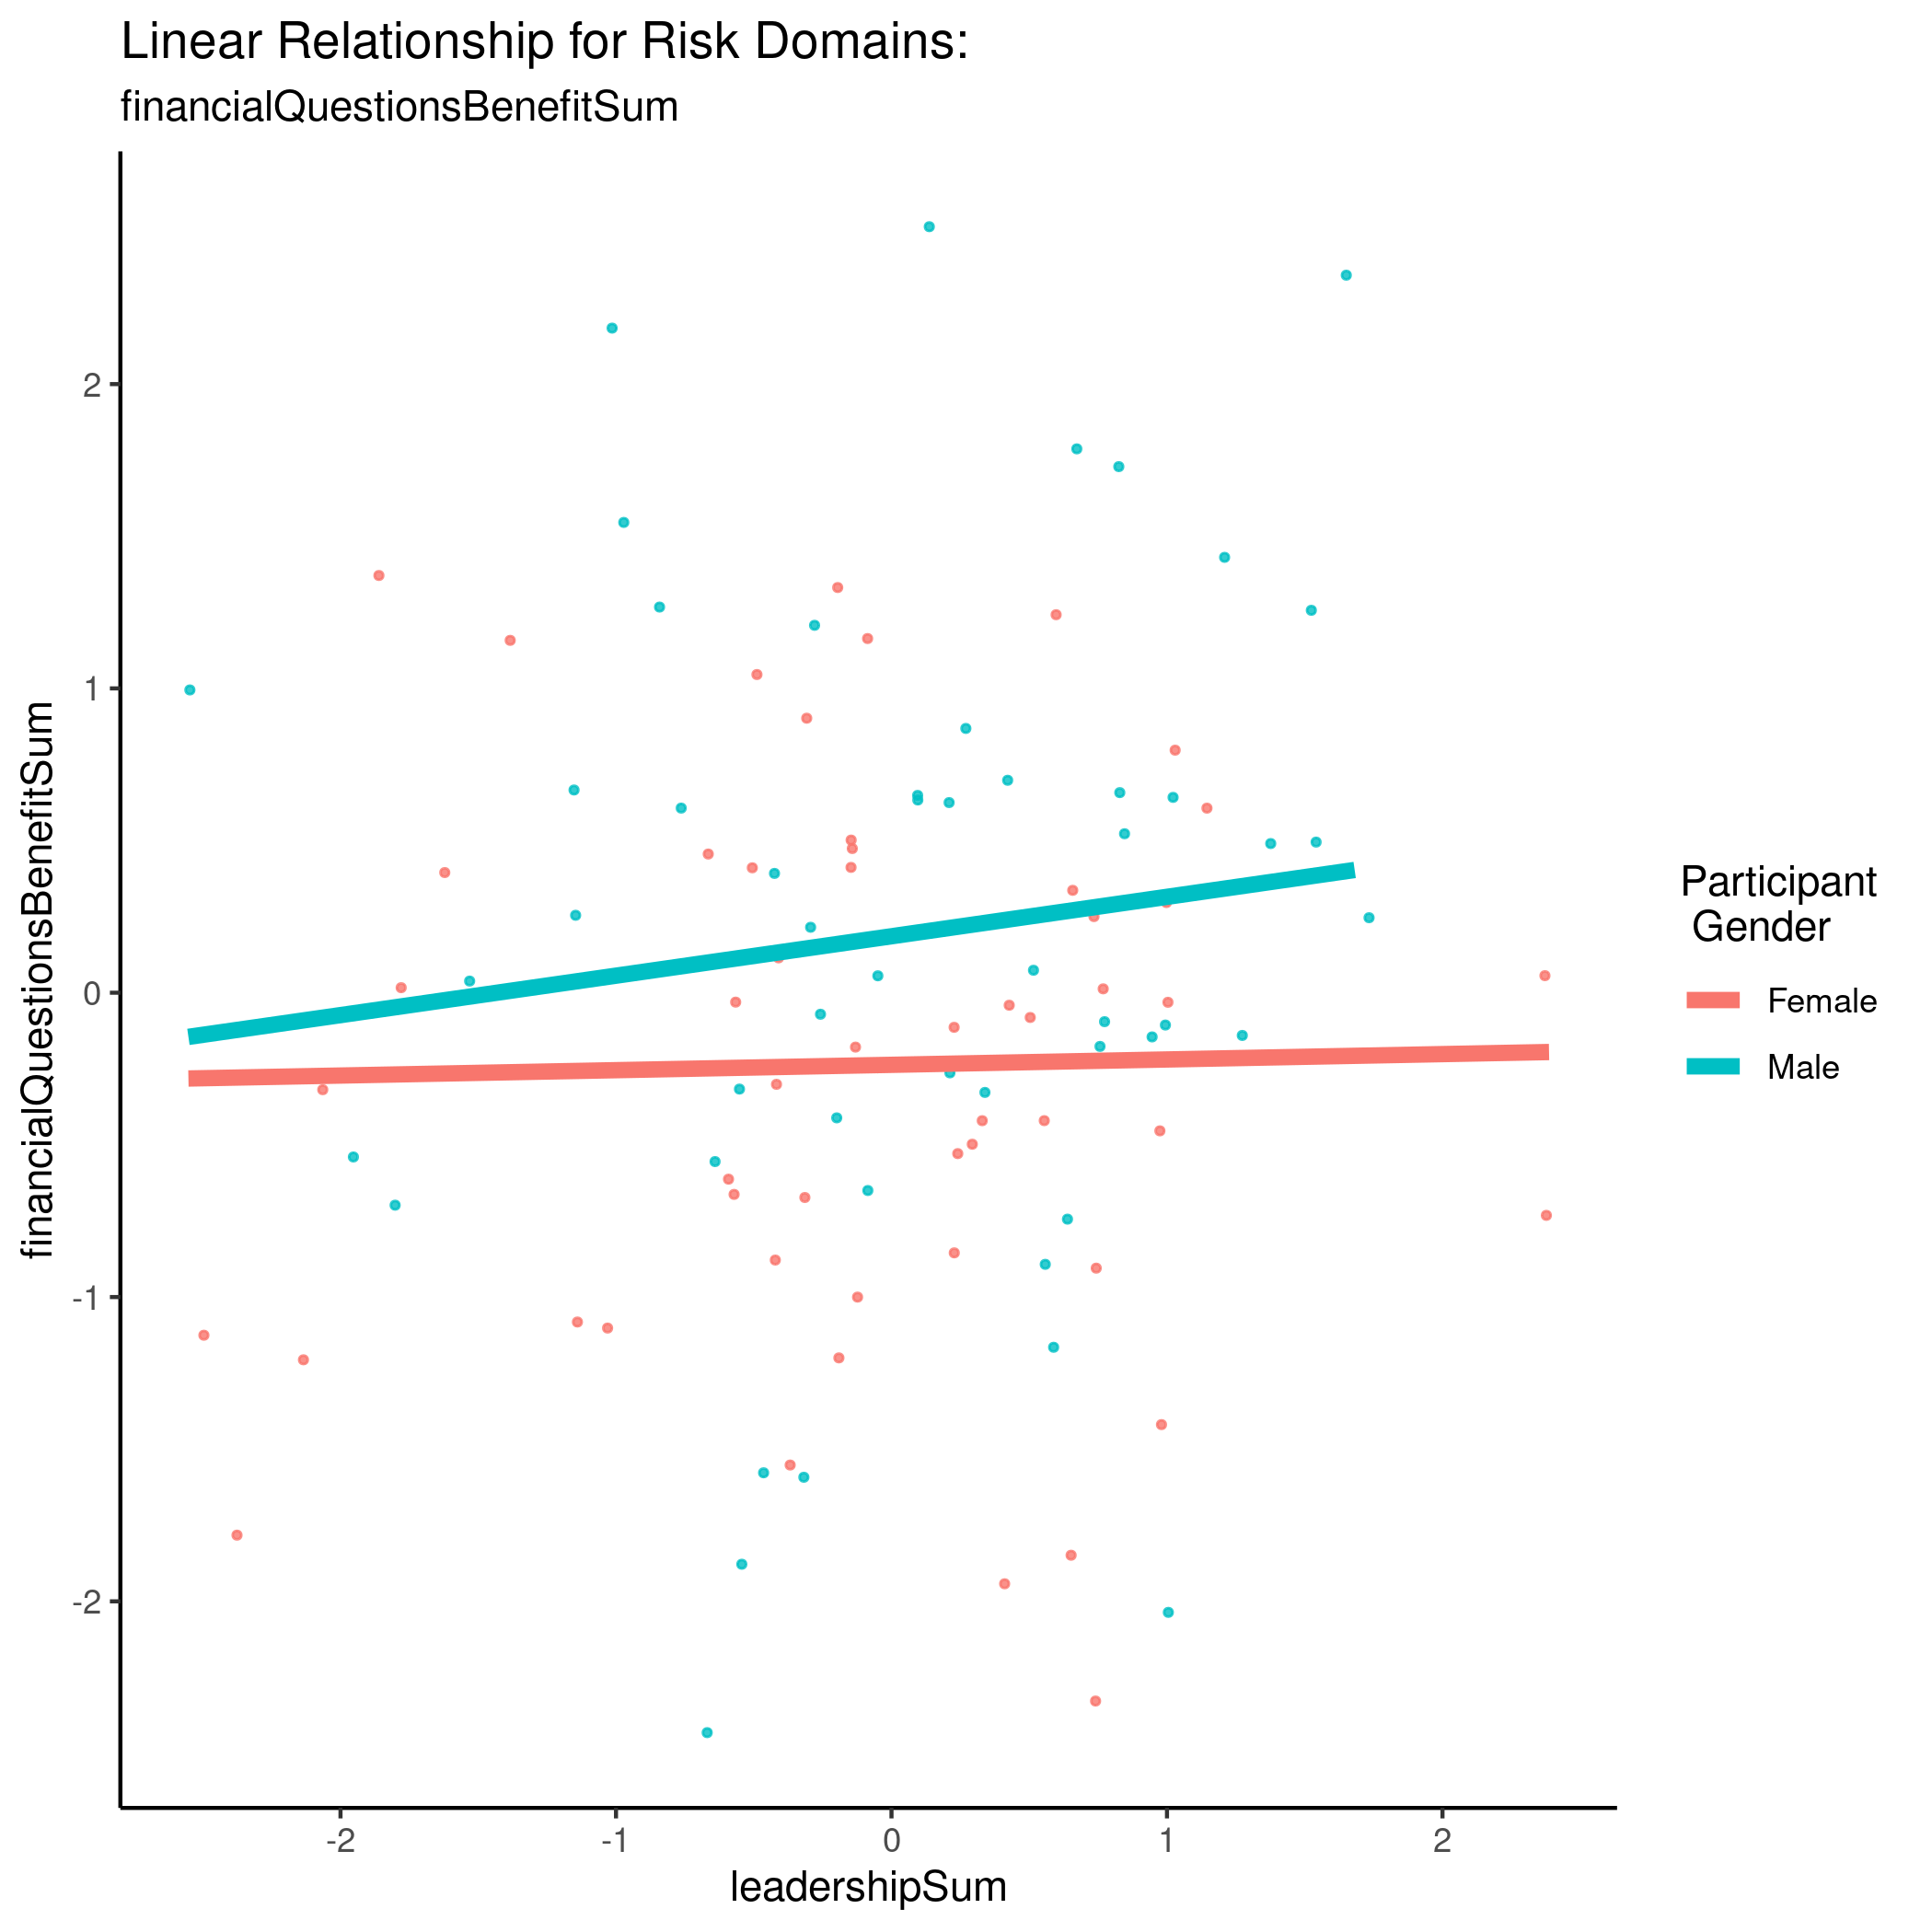 Linear Relationship for Risk Domains:
financialQuestionsBenefitSum
financialQuestionsBenefitSum
2
1
0
-1
-2
-2
-1
0
1
2
leadershipSum
Participant
Gender
Female
Male